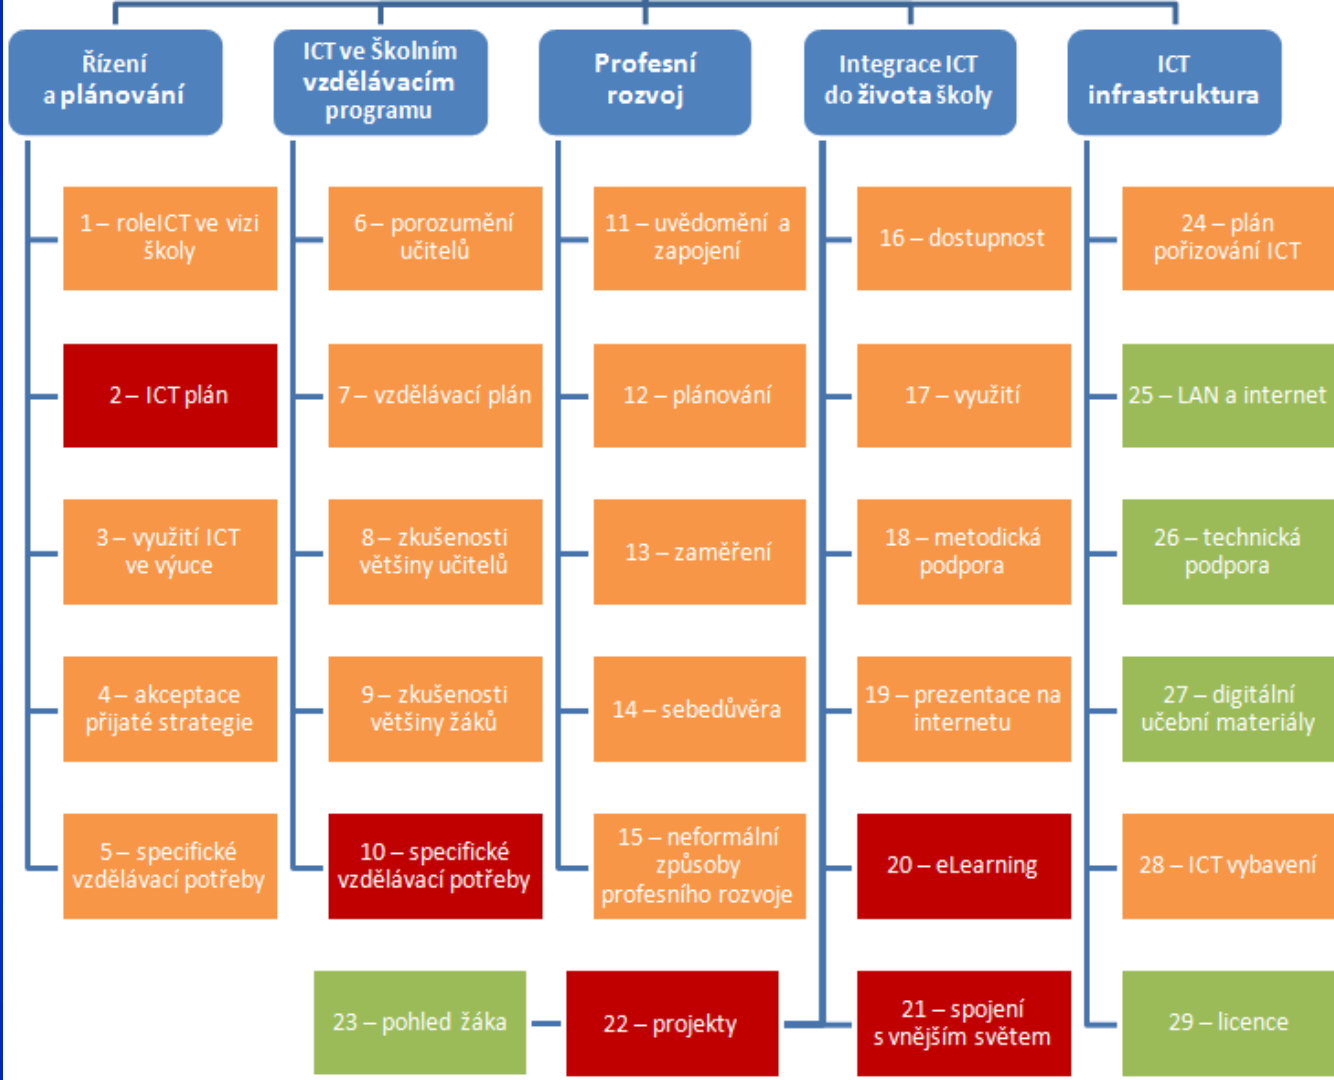 Řízení
a plánování
ICT ve Školním
vzdělávacím
programu
Profesní
rozvoj
Integrace ICT
do života školy
ICT
infrastruktura
1 – roleICT ve vizi
školy
2 – ICT plán
3 – využití ICT
ve výuce
4 – akceptace
přijaté strategie
5 – specifické
vzdělávací potřeby
6 – porozumění
učitelů
7 – vzdělávací plán
8 – zkušenosti
většiny učitelů
9 – zkušenosti
většiny žáků
10 – specifické
vzdělávací potřeby
11 – uvědomění a
zapojení
12 – plánování
13 – zaměření
14 – sebedůvěra
15 – neformální
způsoby
profesního rozvoje
16 – dostupnost
17 – využití
18 – metodická
podpora
19 – prezentace na
internetu
20 – eLearning
21 – spojení
s vnějším světem
22 – projekty
23 – pohled žáka
24 – plán
pořizování ICT
25 – LAN a internet
26 – technická
podpora
27 – digitální
učební materiály
28 – ICT vybavení
29 – licence